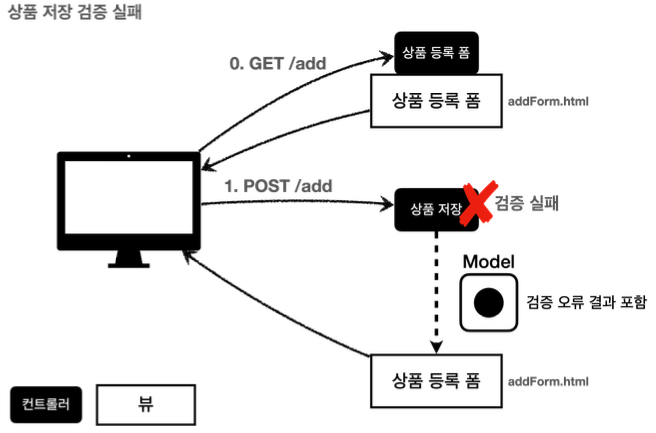 상품 저장 검증 실패
0. GET /add
상품 등록 폼
상품 등록 폼
addForm.html
1. POST /add
상품 저장
검증 실패
Model
검증 오류 결과 포함
상품 등록 폼
addForm.html
컨트롤러
뷰